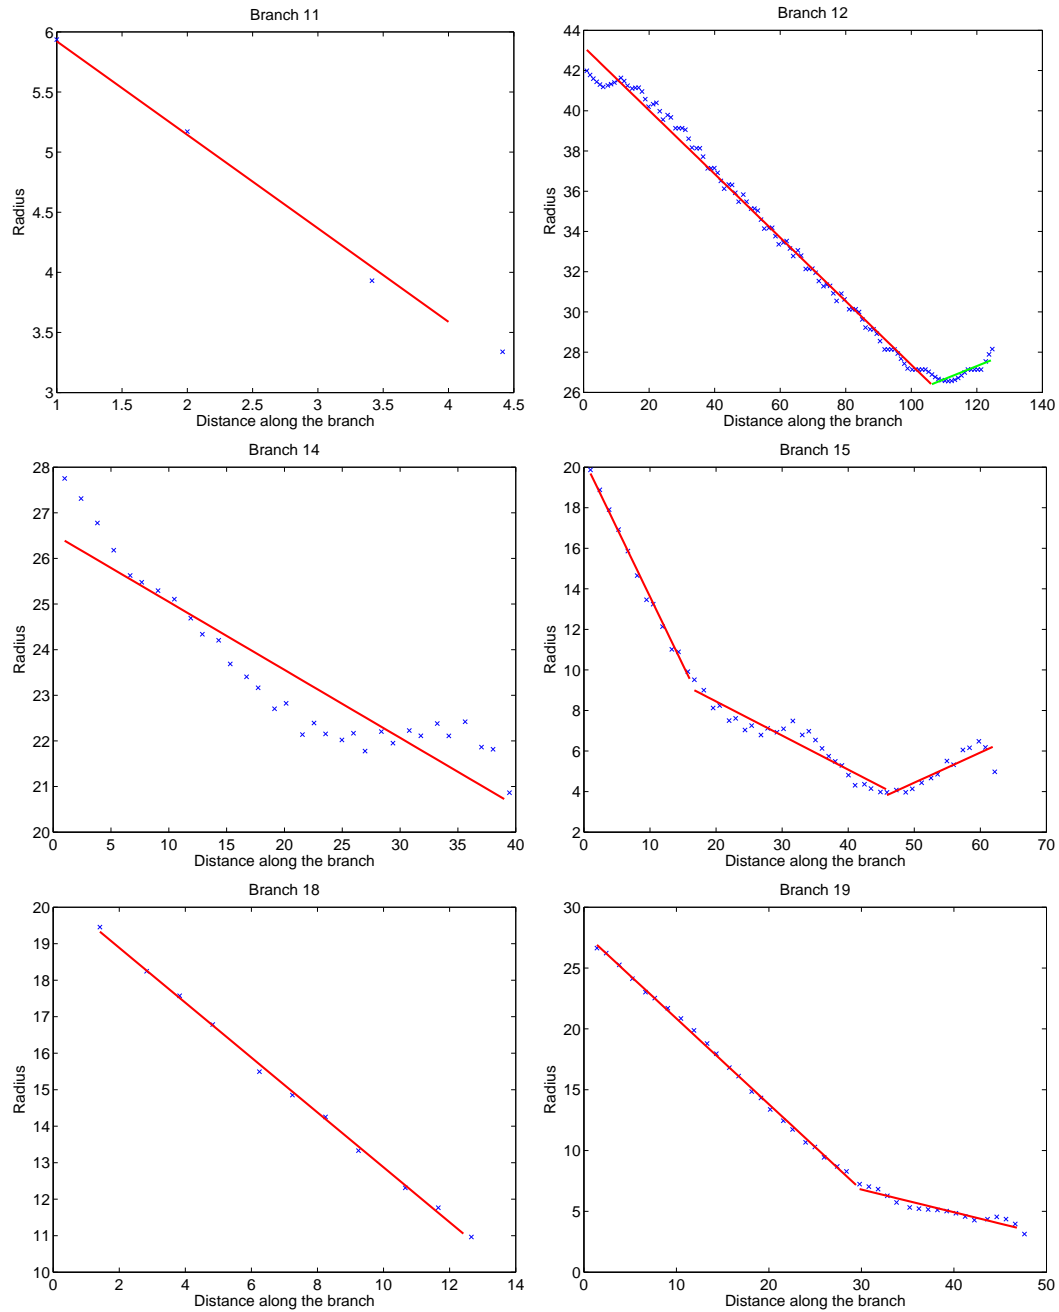 Branch 11
6
5.5
5
4.5
4
3.5
3
Radius
1 1.5 2 2.5 3 3.5 4 4.5
Distance along the branch
Branch 12
44
42
40
38
36
34
32
30
28
26
Radius
0 20 40 60 80 100 120 140
Distance along the branch
Branch 14
28
27
26
25
24
23
22
21
20
Radius
0 5 10 15 20 25 30 35 40
Distance along the branch
Branch 15
20
18
16
14
12
10
8
6
4
2
Radius
0 10 20 30 40 50 60 70
Distance along the branch
Branch 18
20
19
18
17
16
15
14
13
12
11
10
Radius
0 2 4 6 8 10 12 14
Distance along the branch
Branch 19
30
25
20
15
10
5
0
Radius
0 10 20 30 40 50
Distance along the branch